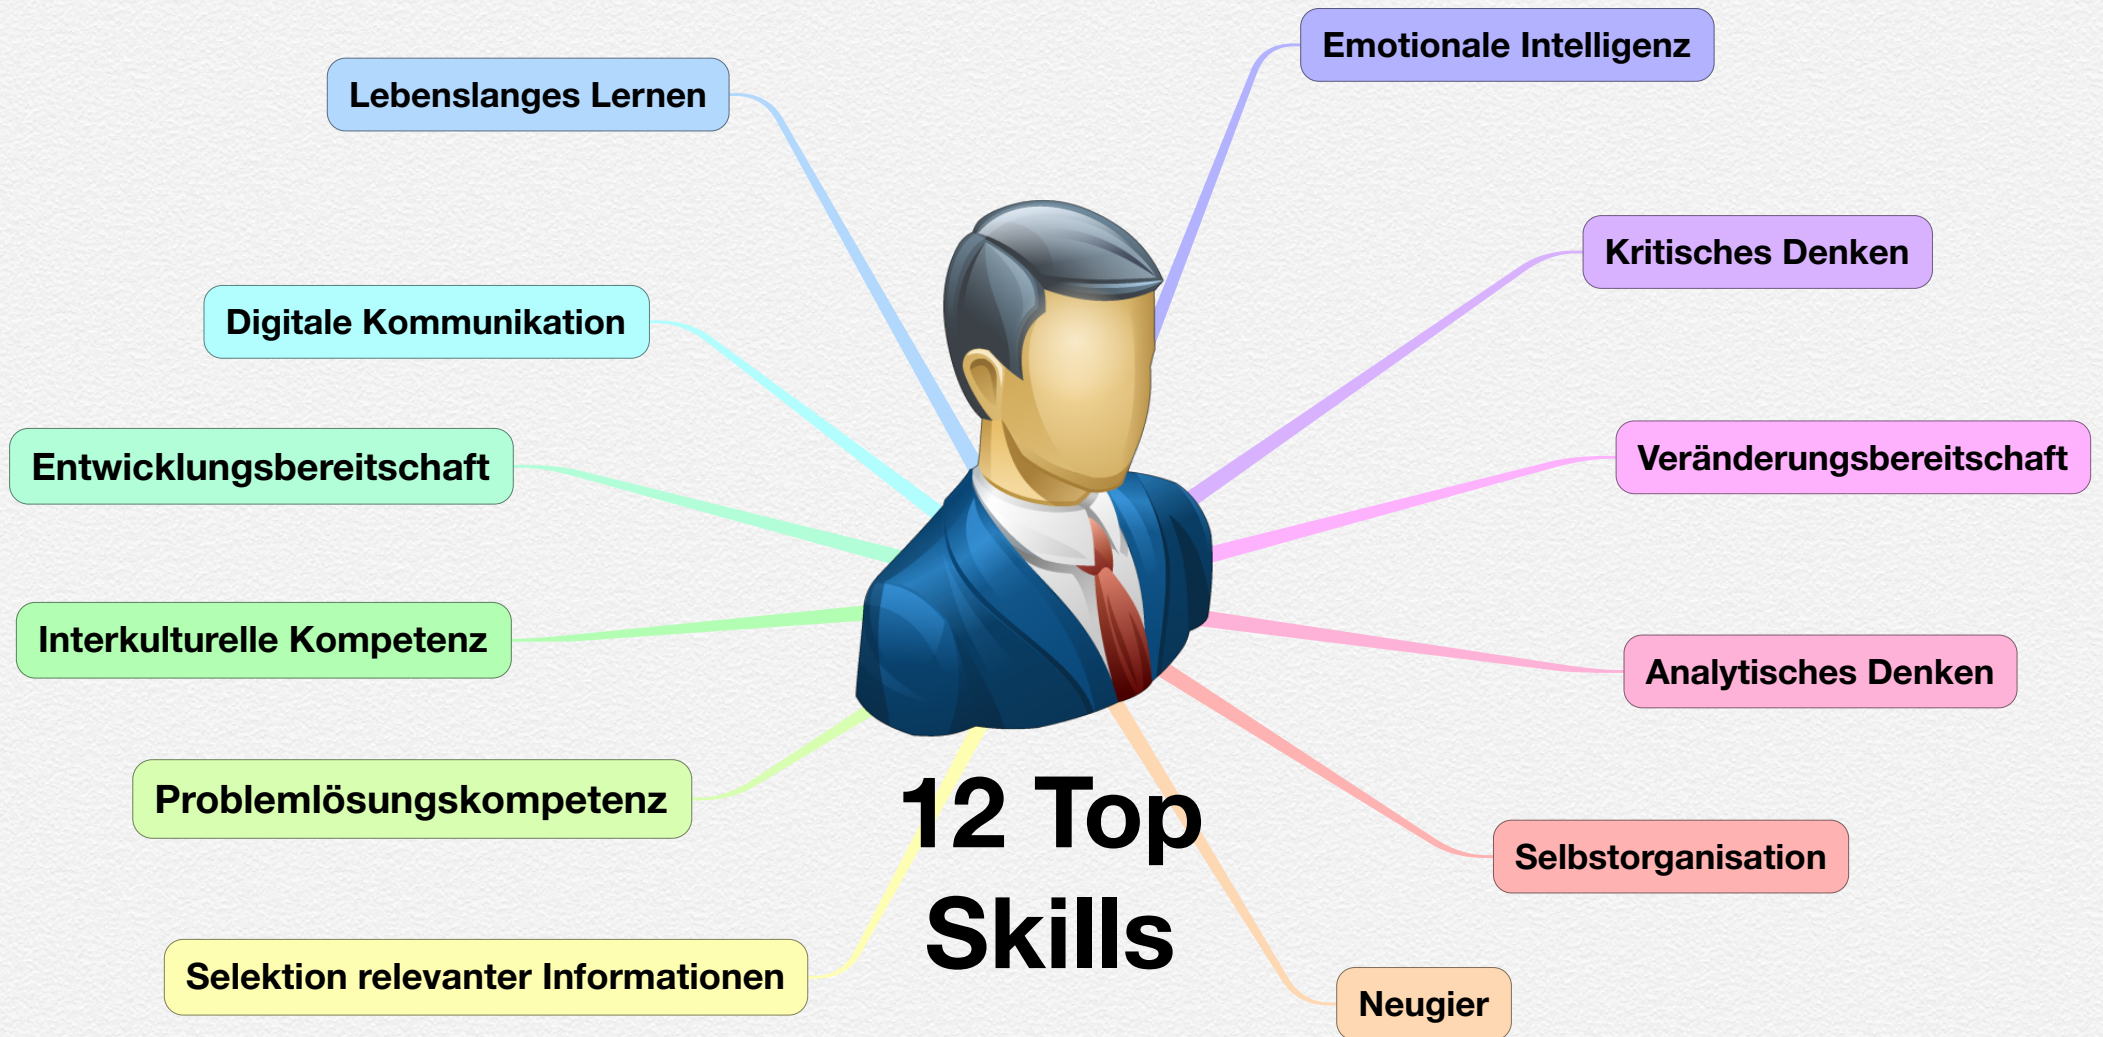 Emotionale Intelligenz
Lebenslanges Lernen
Kritisches Denken
Digitale Kommunikation
Veränderungsbereitschaft
Entwicklungsbereitschaft
Interkulturelle Kompetenz
Analytisches Denken
Problemlösungskompetenz
12 Top
Skills
Selbstorganisation
Selektion relevanter Informationen
Neugier